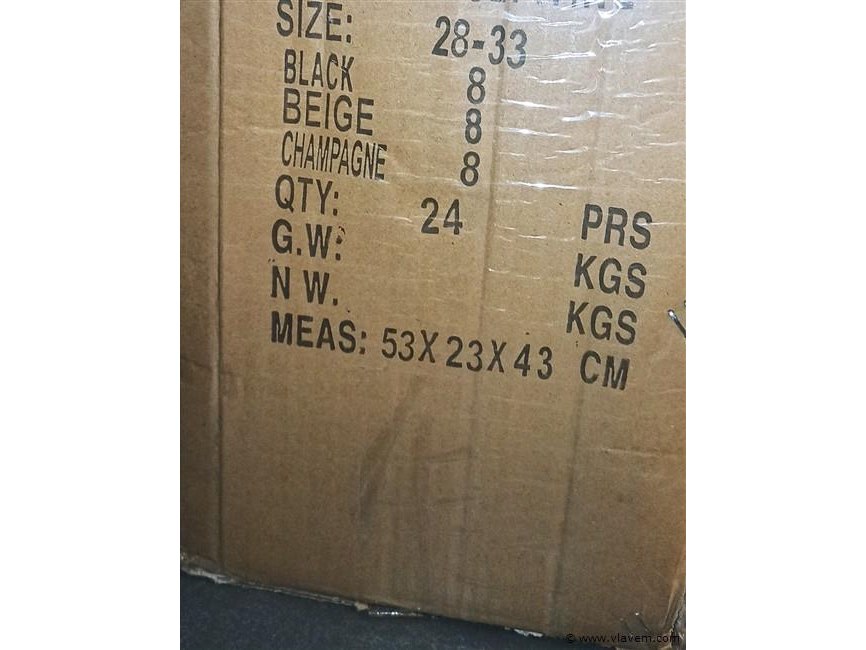 SIZE: 28-33
BLACK 8
BEIGE 8
CHAMPAGNE 8
QTY: 24 PRS
G.W: KGS
N W. KGS
MEAS: 53X23X43 CM
© www.vlavem.com